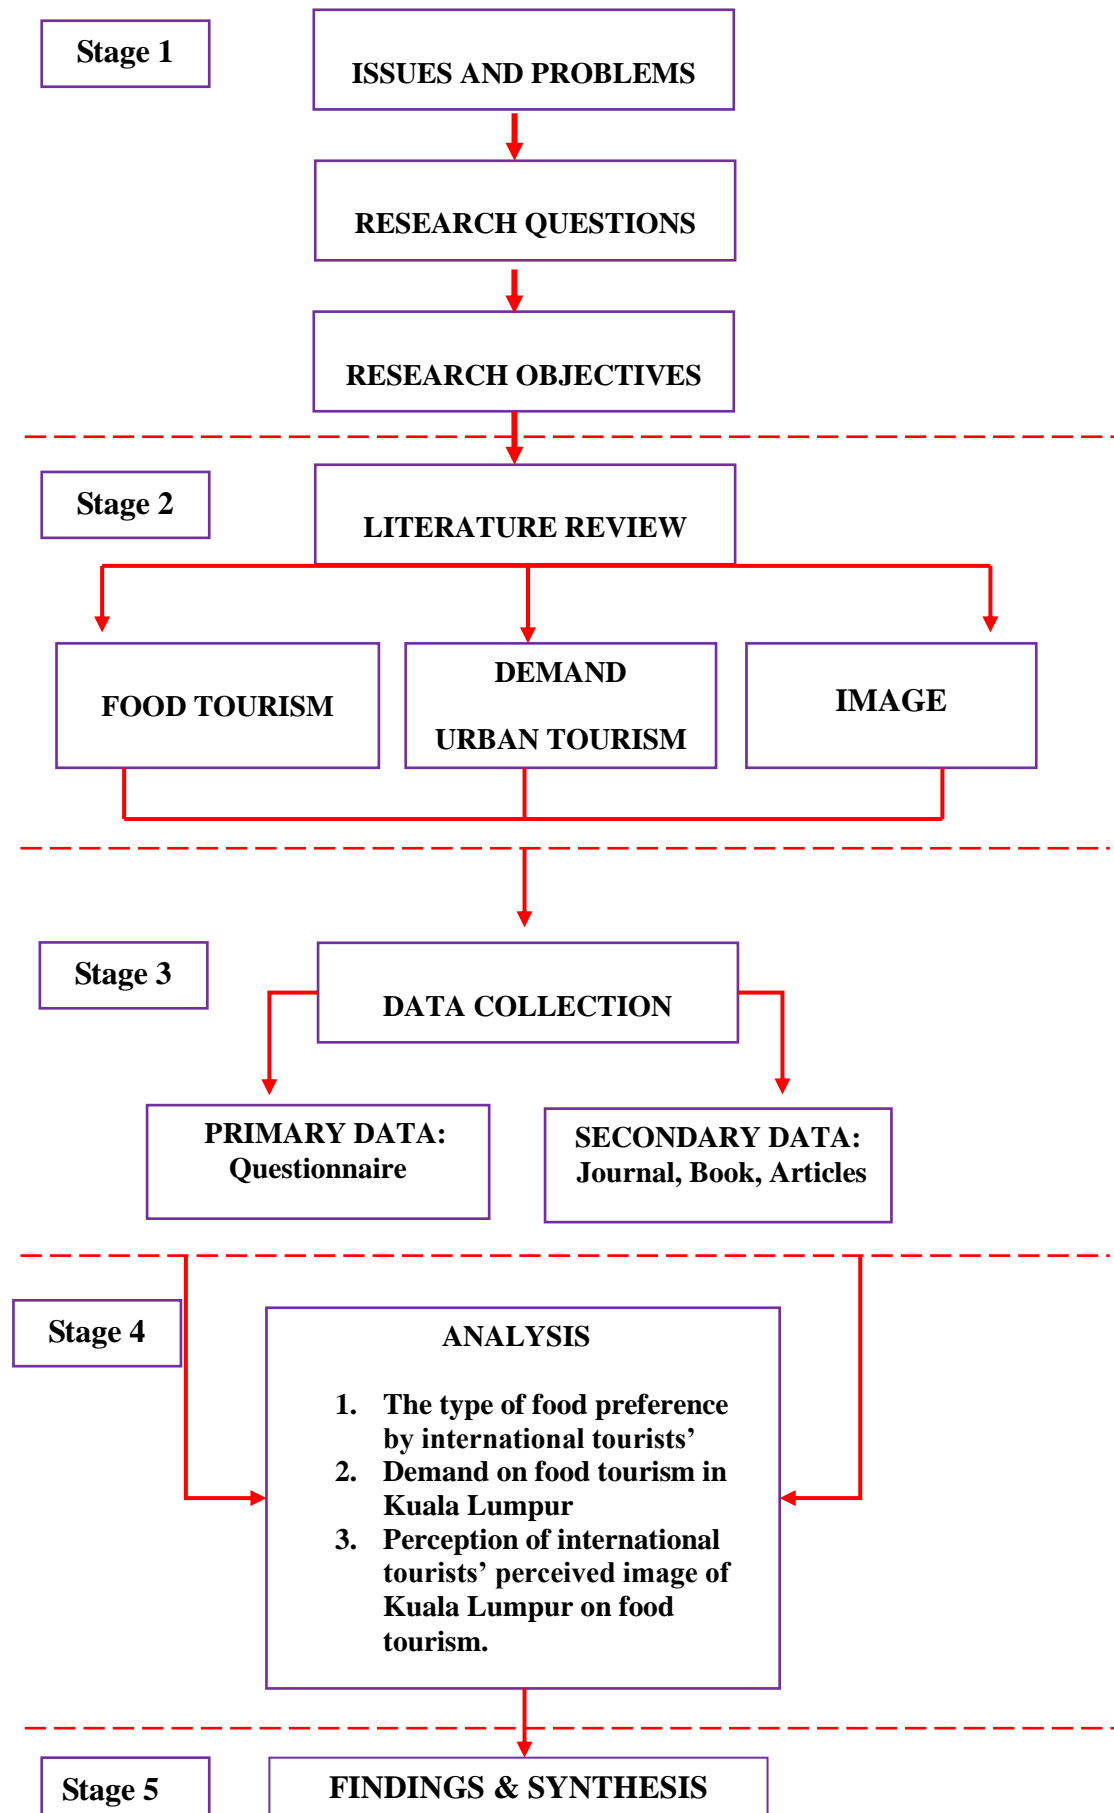 Stage 1
ISSUES AND PROBLEMS
RESEARCH QUESTIONS
RESEARCH OBJECTIVES
Stage 2
LITERATURE REVIEW
FOOD TOURISM
DEMAND
URBAN TOURISM
IMAGE
Stage 3
DATA COLLECTION
PRIMARY DATA:
Questionnaire
SECONDARY DATA:
Journal, Book, Articles
Stage 4
ANALYSIS
1. The type of food preference
by international tourists’
2. Demand on food tourism in
Kuala Lumpur
3. Perception of international
tourists’ perceived image of
Kuala Lumpur on food
tourism.
Stage 5
FINDINGS & SYNTHESIS